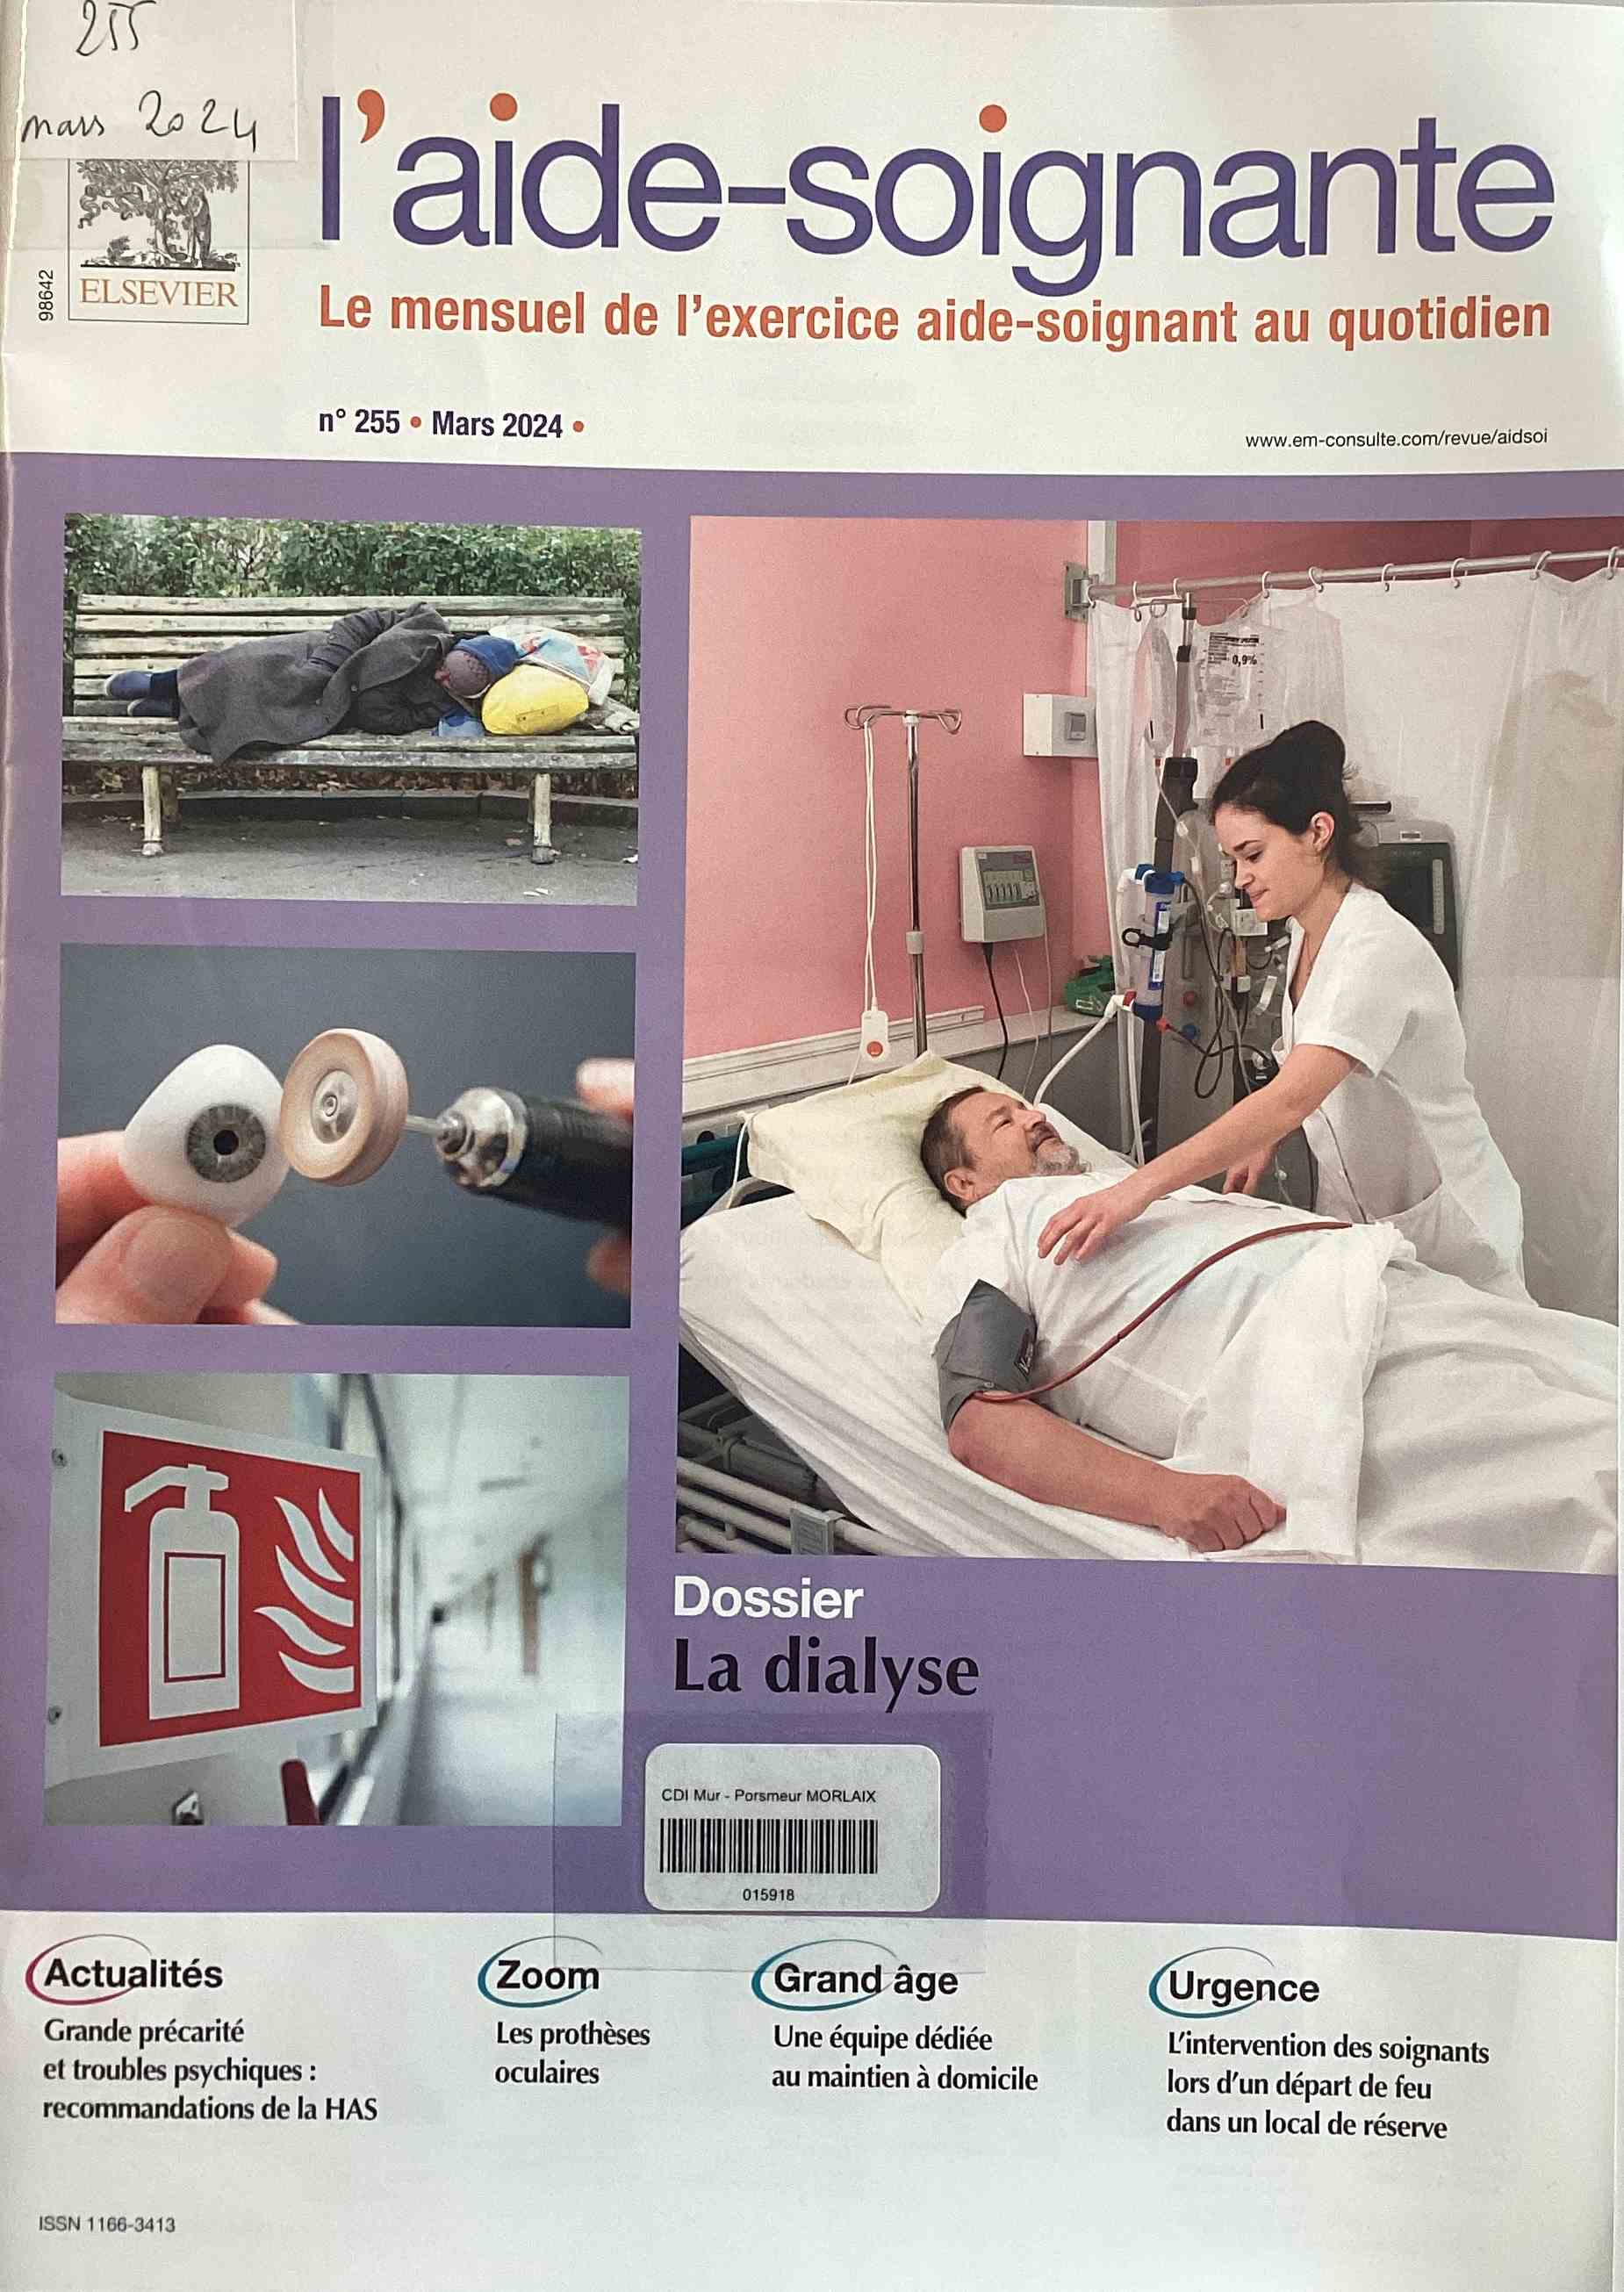 255
mars 2024
l'aide-soignante
ELSEVIER
98642
Le mensuel de l'exercice aide-soignant au quotidien
n° 255 • Mars 2024 •
www.em-consulte.com/revue/aidsoi
0,9%
Dossier
La dialyse
CDI Mur - Porsmeur MORLAIX
015918
Actualités
Grande précarité
et troubles psychiques :
recommandations de la HAS
Zoom
Les prothèses
oculaires
Grand âge
Une équipe dédiée
au maintien à domicile
Urgence
L'intervention des soignants
lors d'un départ de feu
dans un local de réserve
ISSN 1166-3413